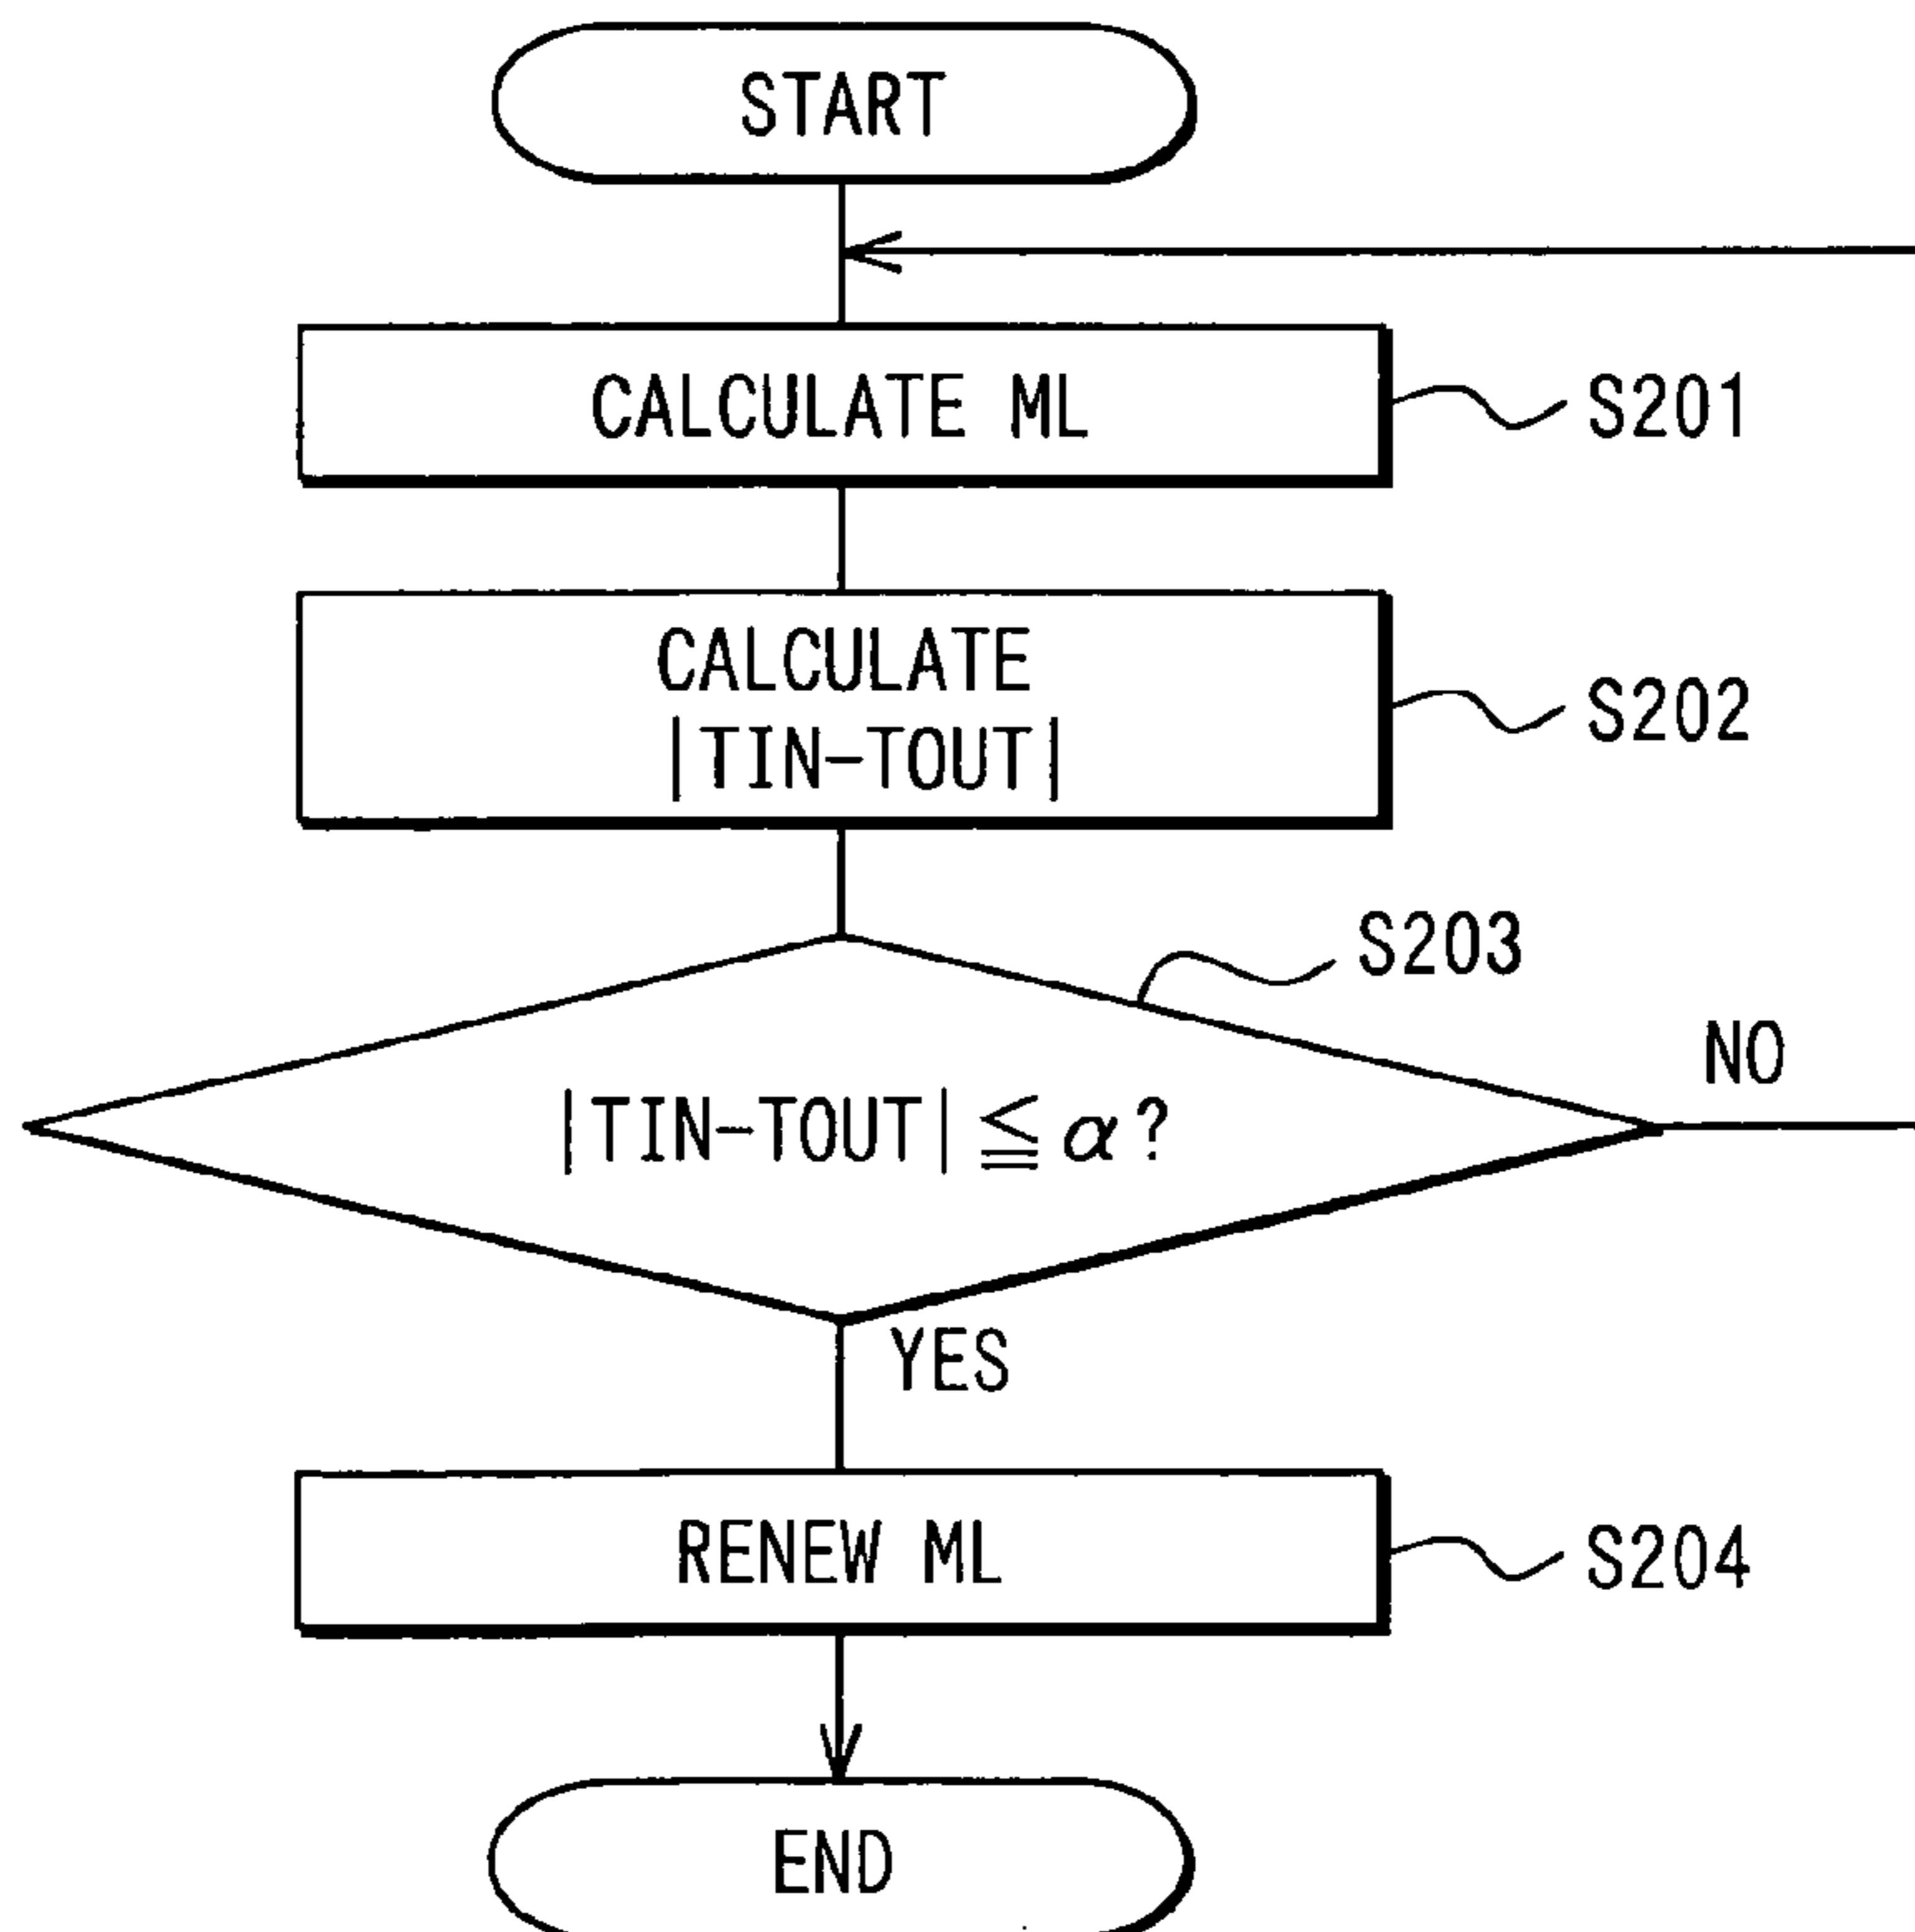 START
CALCULATE ML
S201
CALCULATE
|TIN-TOUT|
S202
S203
NO
|TIN-TOUT|≦α?
YES
RENEW ML
S204
END